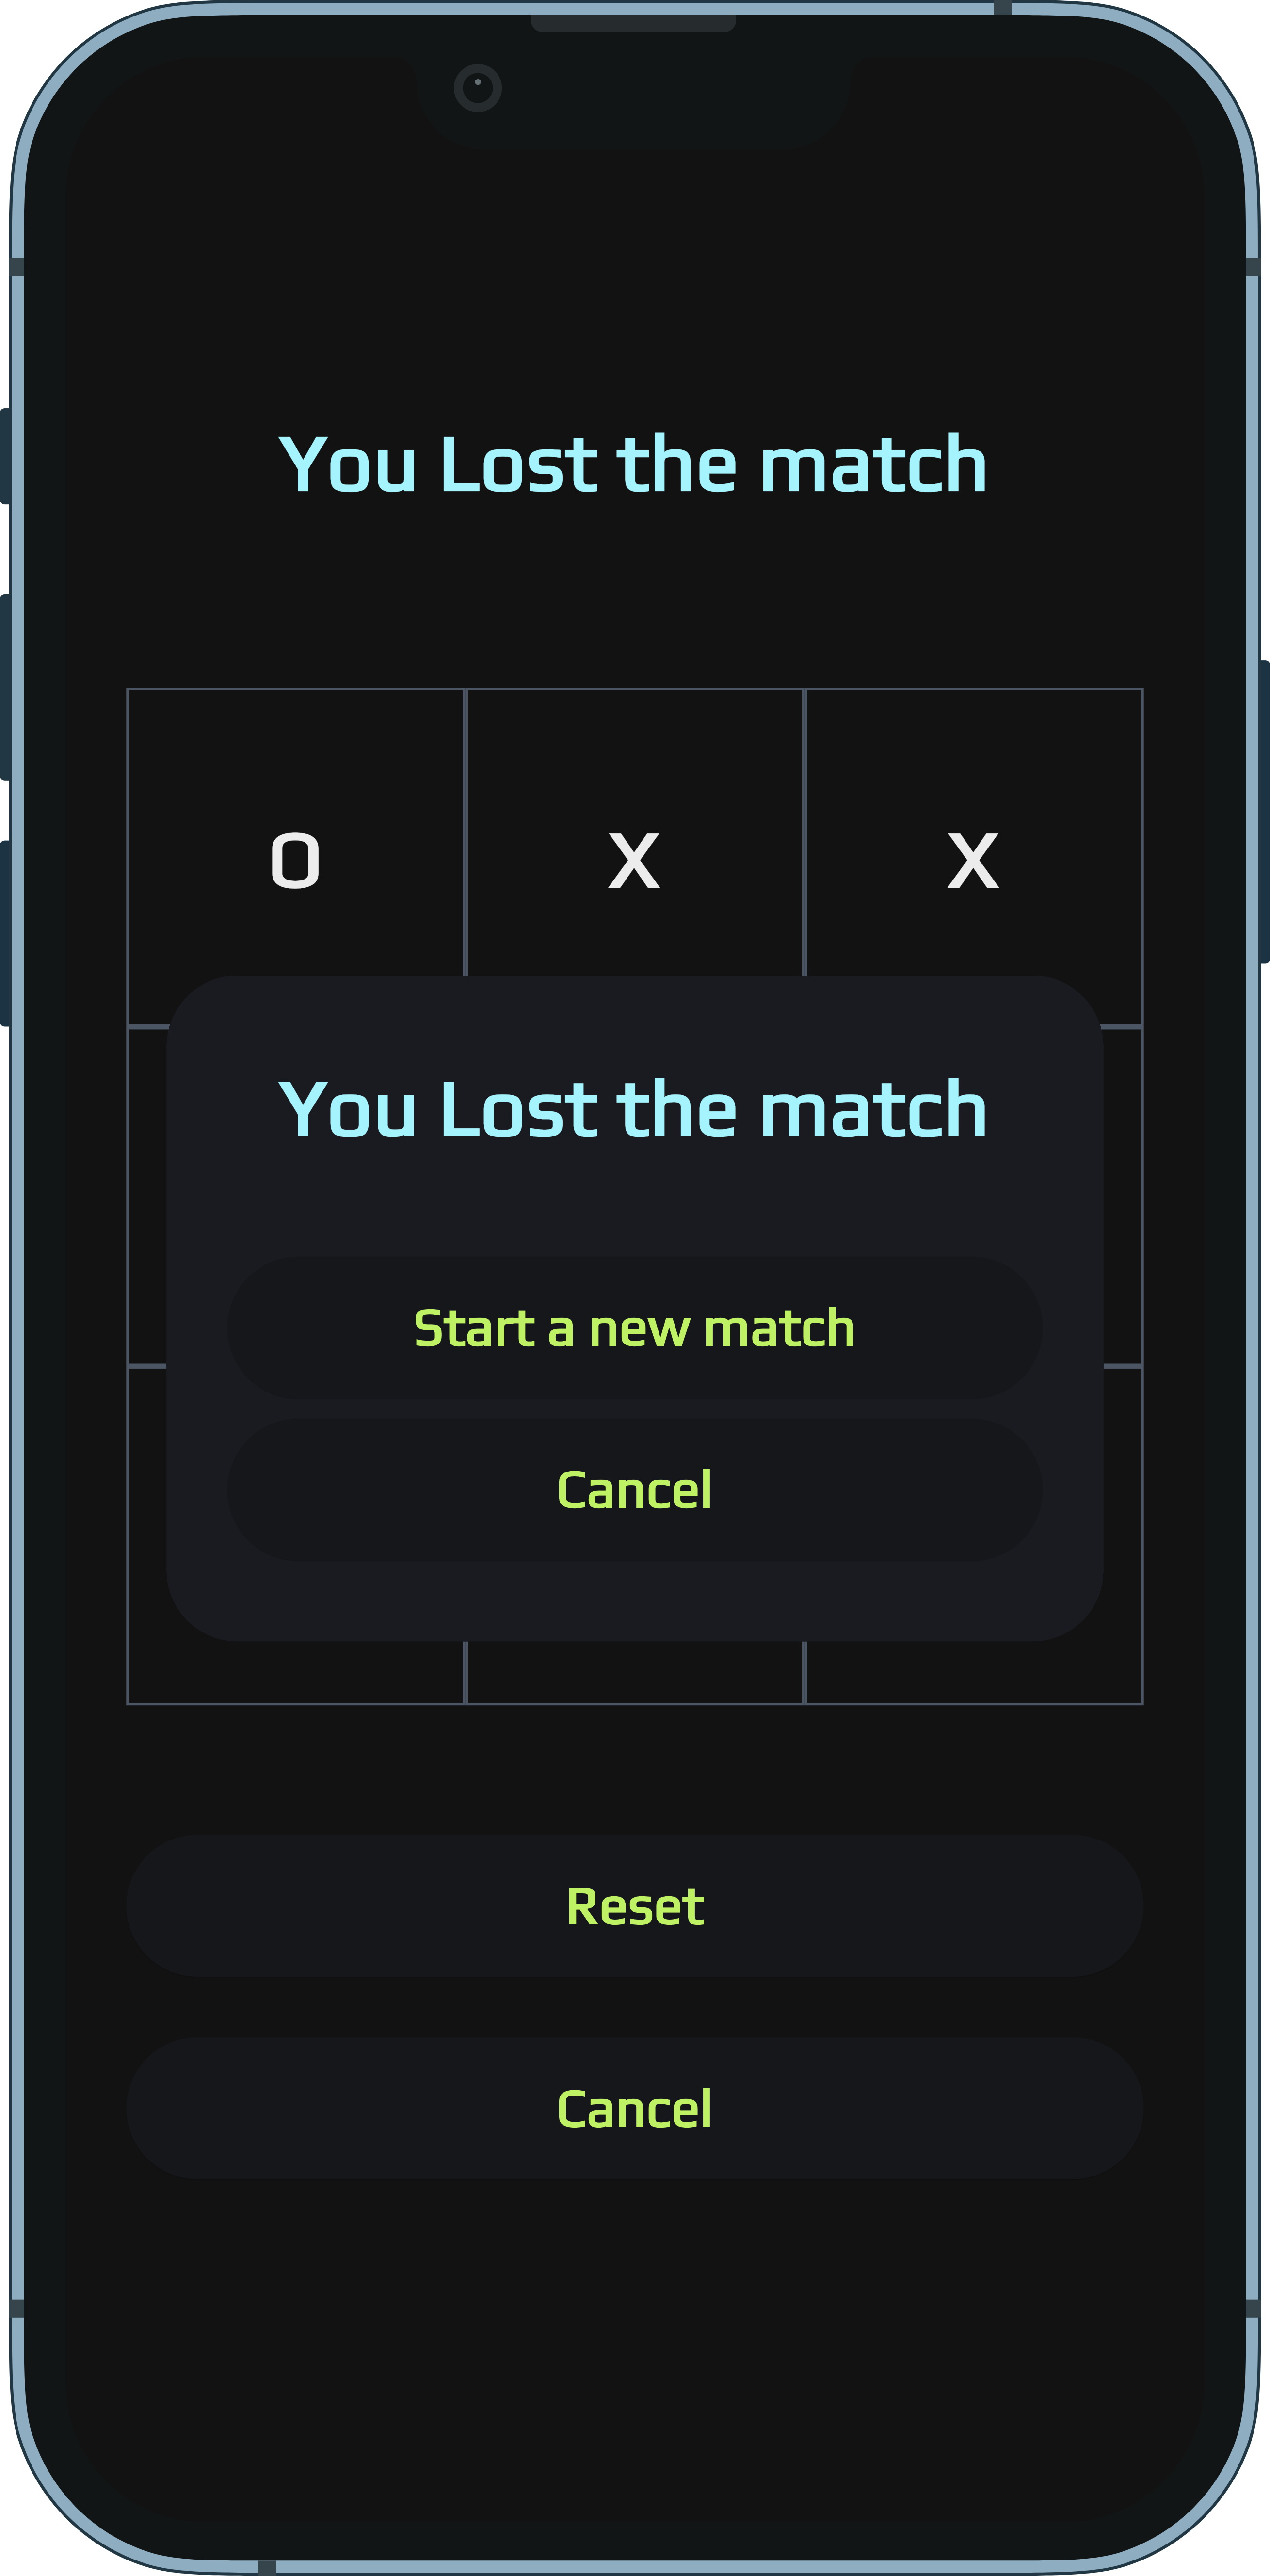 You Lost the match
O X X
You Lost the match
Start a new match
Cancel
Reset
Cancel